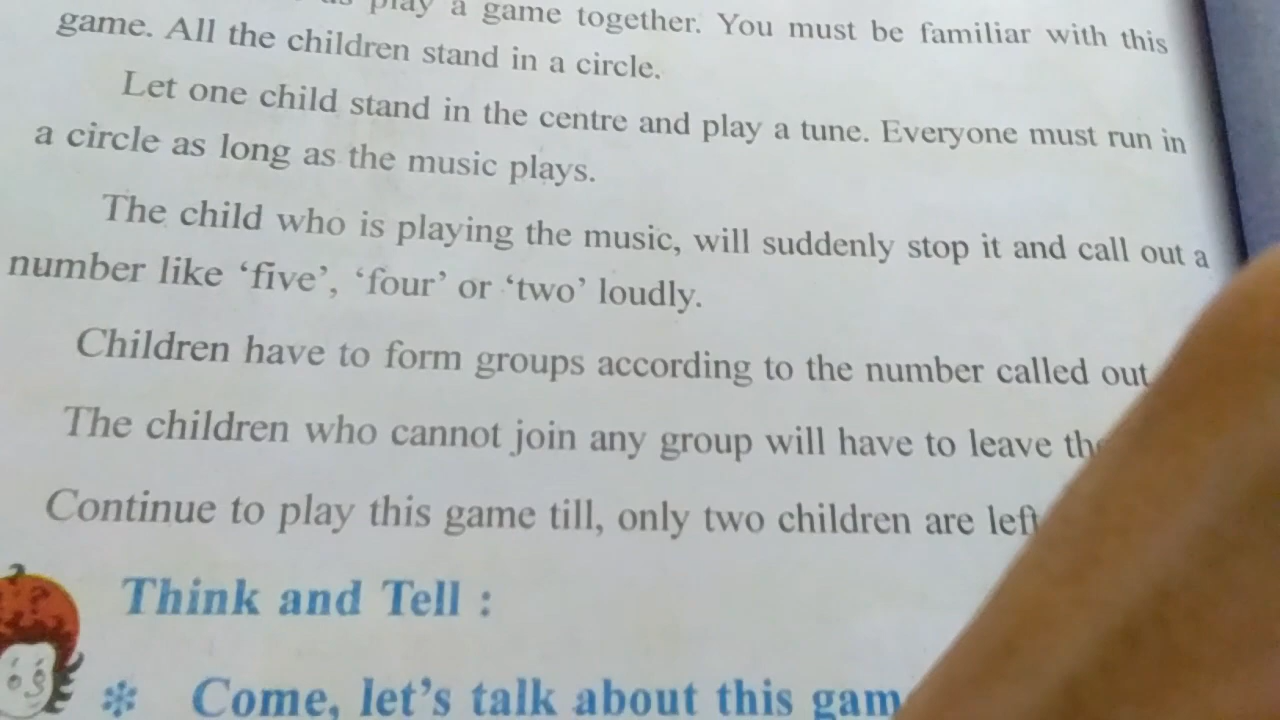 play a game together. You must be familiar with this
game. All the children stand in a circle.
Let one child stand in the centre and play a tune. Everyone must run in
a circle as long as the music plays.
The child who is playing the music, will suddenly stop it and call out a
number like ‘five’, ‘four’ or ‘two’ loudly.
Children have to form groups according to the number called out
The children who cannot join any group will have to leave
Continue to play this game till, only two children are left
Think and Tell :
* Come, let’s talk about this